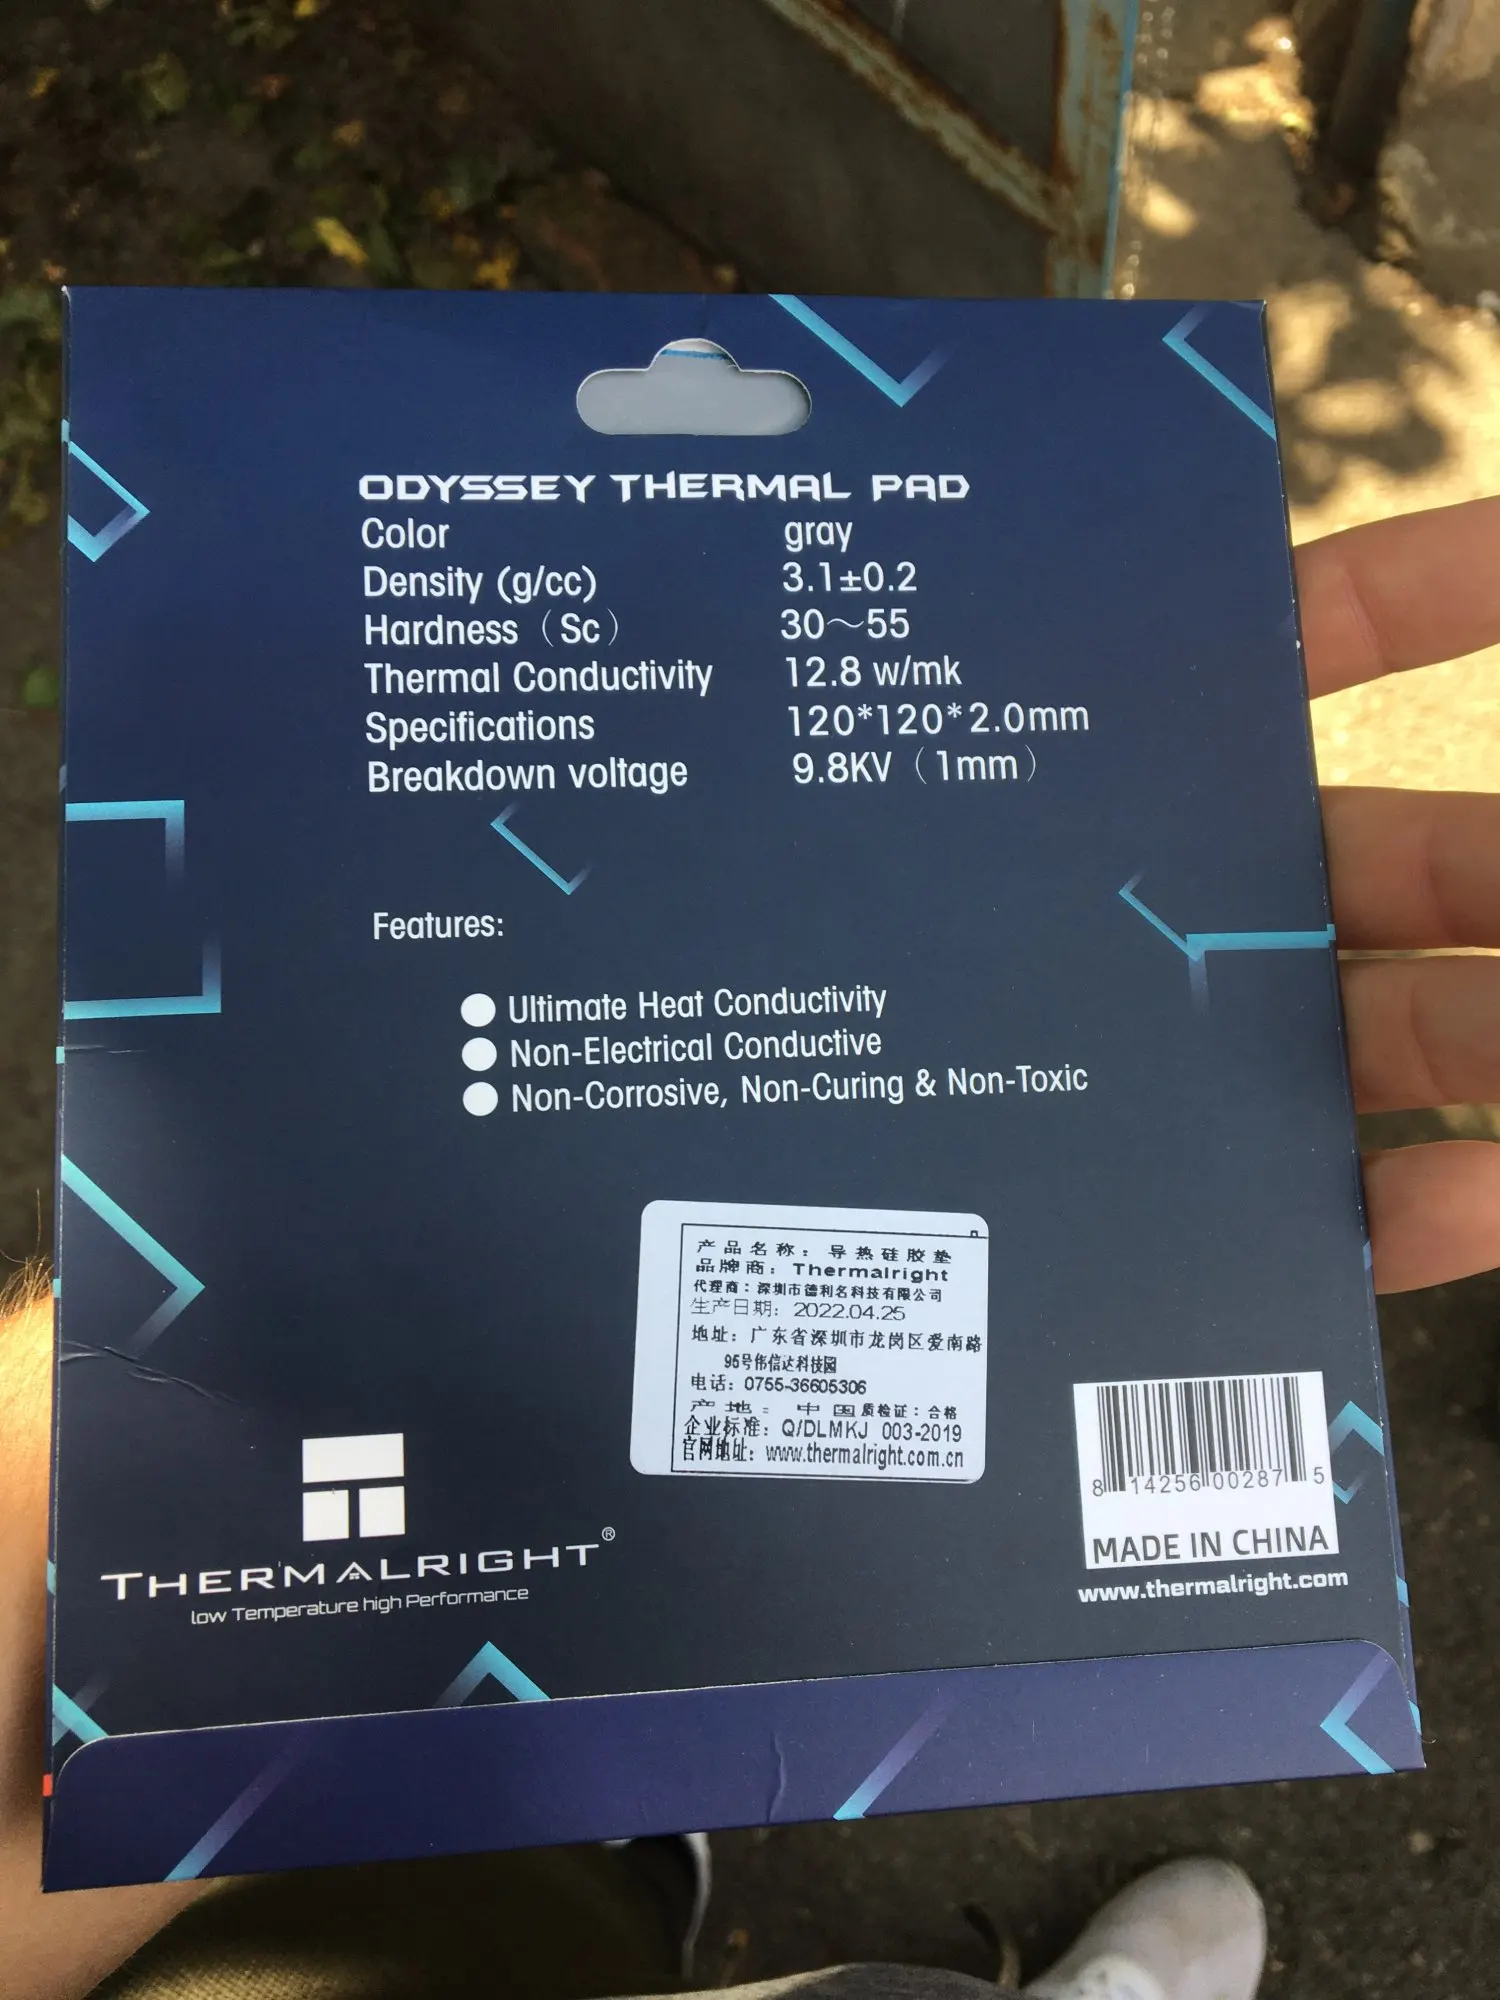 ODYSSEY THERMAL PAD
Color gray
Density (g/cc) 3.1±0.2
Hardness（Sc） 30～55
Thermal Conductivity 12.8 w/mk
Specifications 120*120*2.0mm
Breakdown voltage 9.8KV（1mm）
Features:
Ultimate Heat Conductivity
Non-Electrical Conductive
Non-Corrosive, Non-Curing & Non-Toxic
产品名称：导热硅胶垫
品牌商：Thermalright
代理商：深圳市德利名科技有限公司
生产日期：2022.04.25
地址：广东省深圳市龙岗区爱南路
95号伟信达科技园
电话：0755-36605306
产地：中国质检证：合格
企业标准：Q/DLMKJ 003-2019
官网地址：www.thermalright.com.cn
8 14256 00287 5
MADE IN CHINA
www.thermalright.com
THERMALRIGHT®
low Temperature high Performance